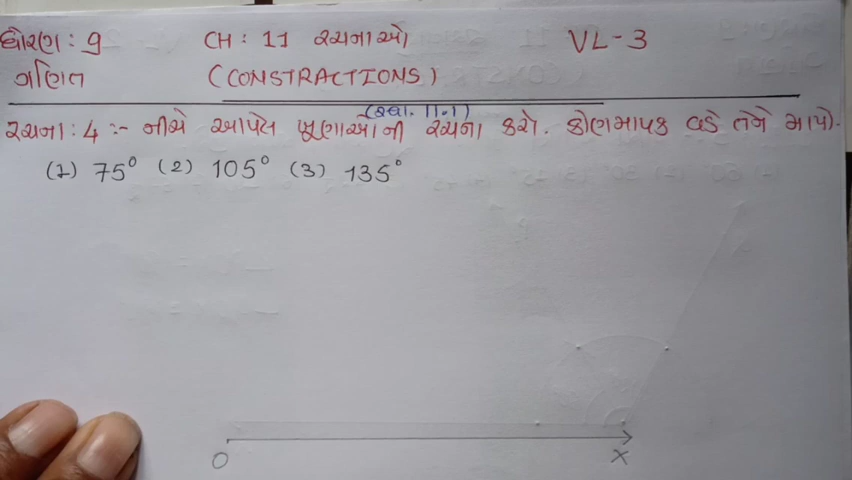 ધોરણ : 9 CH : 11 રચનાઓ VL-3
ગણિત (CONSTRACTIONS)
(સ્વા. 11.1)
રચના : 4 :- નીચે આપેલ ખૂણાઓની રચના કરો. કોણમાપક વડે તેને માપો.
(1) 75° (2) 105° (3) 135°
O X